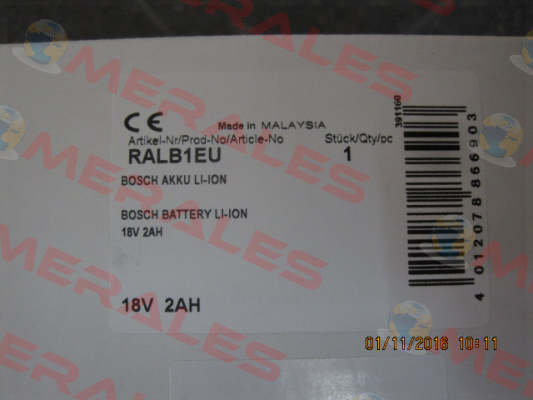 CE Made in MALAYSIA
Artikel-Nr/Prod-No/Article-No Stück/Qty/pc
RALB1EU 1
BOSCH AKKU LI-ION
BOSCH BATTERY LI-ION
18V 2AH
18V 2AH
391160
4 012078 866903
01/11/2016 10:11
MERALES
MERALES
MERALES
MERALES